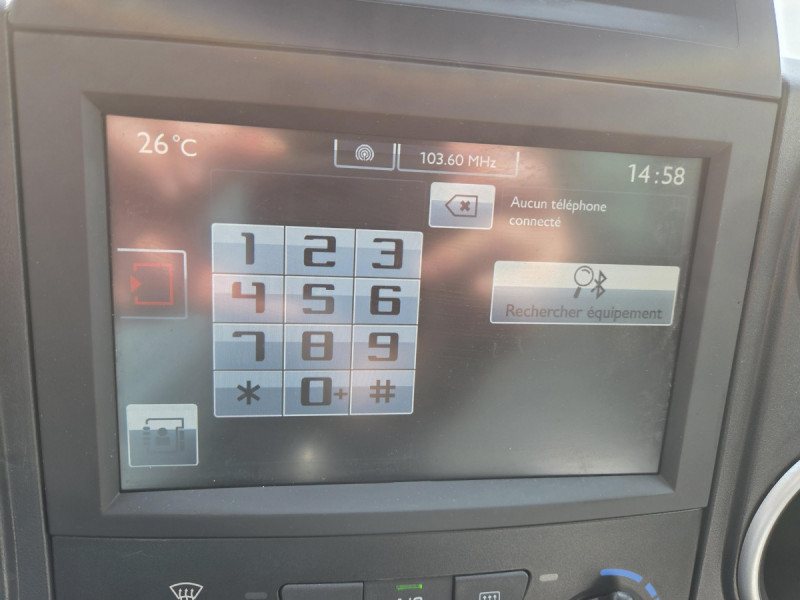 26°C
103.60 MHz
14:58
Aucun téléphone
connecté
1 2 3
4 5 6
7 8 9
* 0+ #
Rechercher équipement